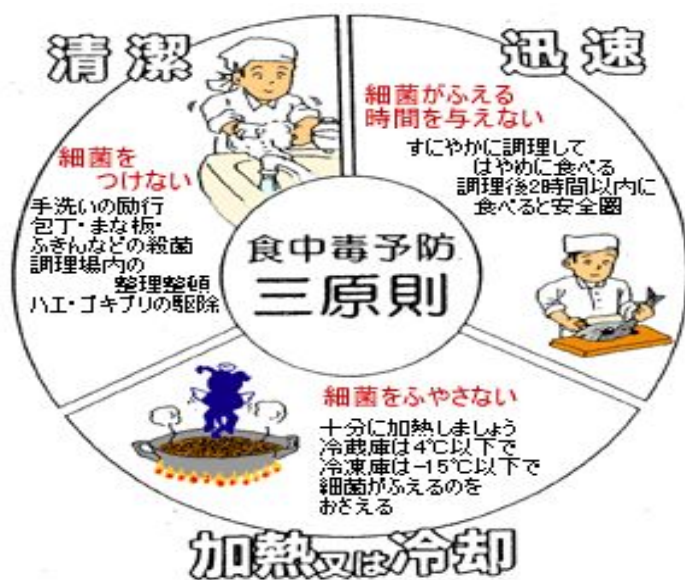 清潔
細菌を
つけない
手洗いの励行
包丁・まな板・
ふきんなどの殺菌
調理場内の
整理整頓
ハエ・ゴキブリの駆除
迅速
細菌がふえる
時間を与えない
すにやかに調理して
はやめに食べる
調理後2時間以内に
食べると安全圏
食中毒予防
三原則
細菌をふやさない
十分に加熱しましょう
冷蔵庫は4℃以下で
冷凍庫は-15℃以下で
細菌がふえるのを
おさえる
加熱又は冷却